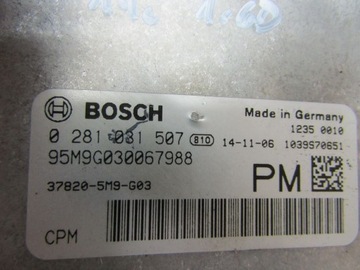 BOSCH
Made in Germany
1235 0010
0 281 031 507 810 14-11-06 1039S70651
95M9G030067988
37820-5M9-G03
PM
CPM